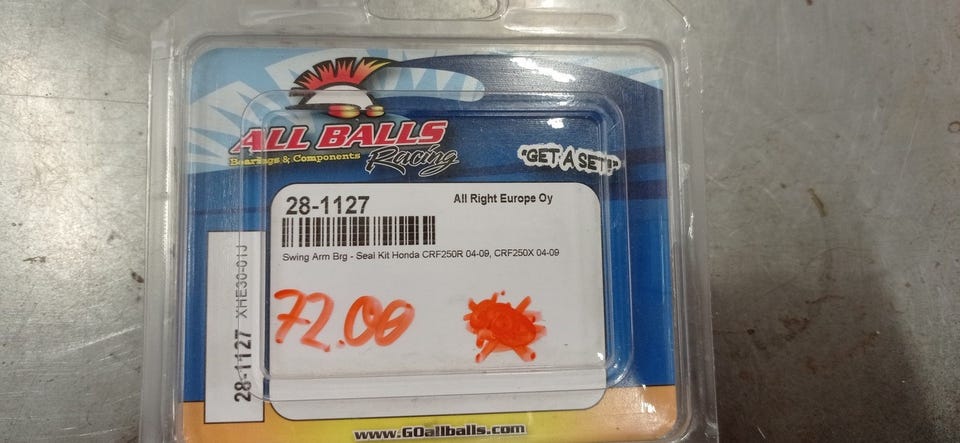 ALL BALLS
Bearings & Components
Racing
"GET A SET!"
28-1127
All Right Europe Oy
Swing Arm Brg - Seal Kit Honda CRF250R 04-09, CRF250X 04-09
72.00
28-1127 XHE30-01J
www.GOallballs.com